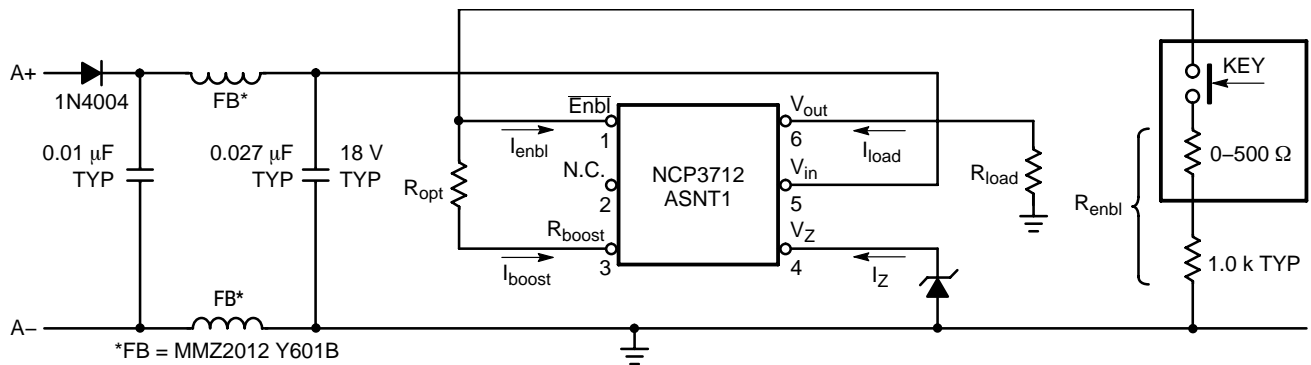 A+
1N4004
FB*
0.01 μF
TYP
0.027 μF
TYP
18 V
TYP
Enbl
1
I_enbl
N.C.
2
R_opt
R_boost
3
I_boost
NCP3712
ASNT1
V_out
6
I_load
V_in
5
V_Z
4
I_Z
R_load
KEY
0–500 Ω
R_enbl
1.0 k TYP
FB*
A−
*FB = MMZ2012 Y601B